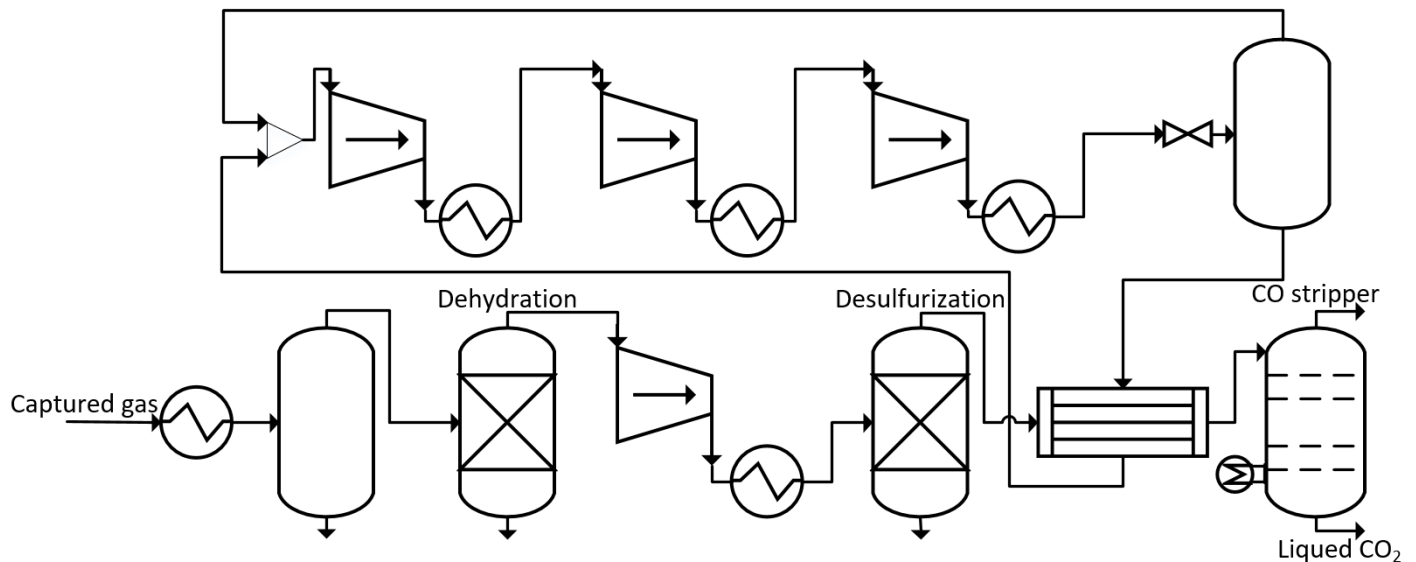 Dehydration
Desulfurization
CO stripper
Captured gas
Liqued CO₂